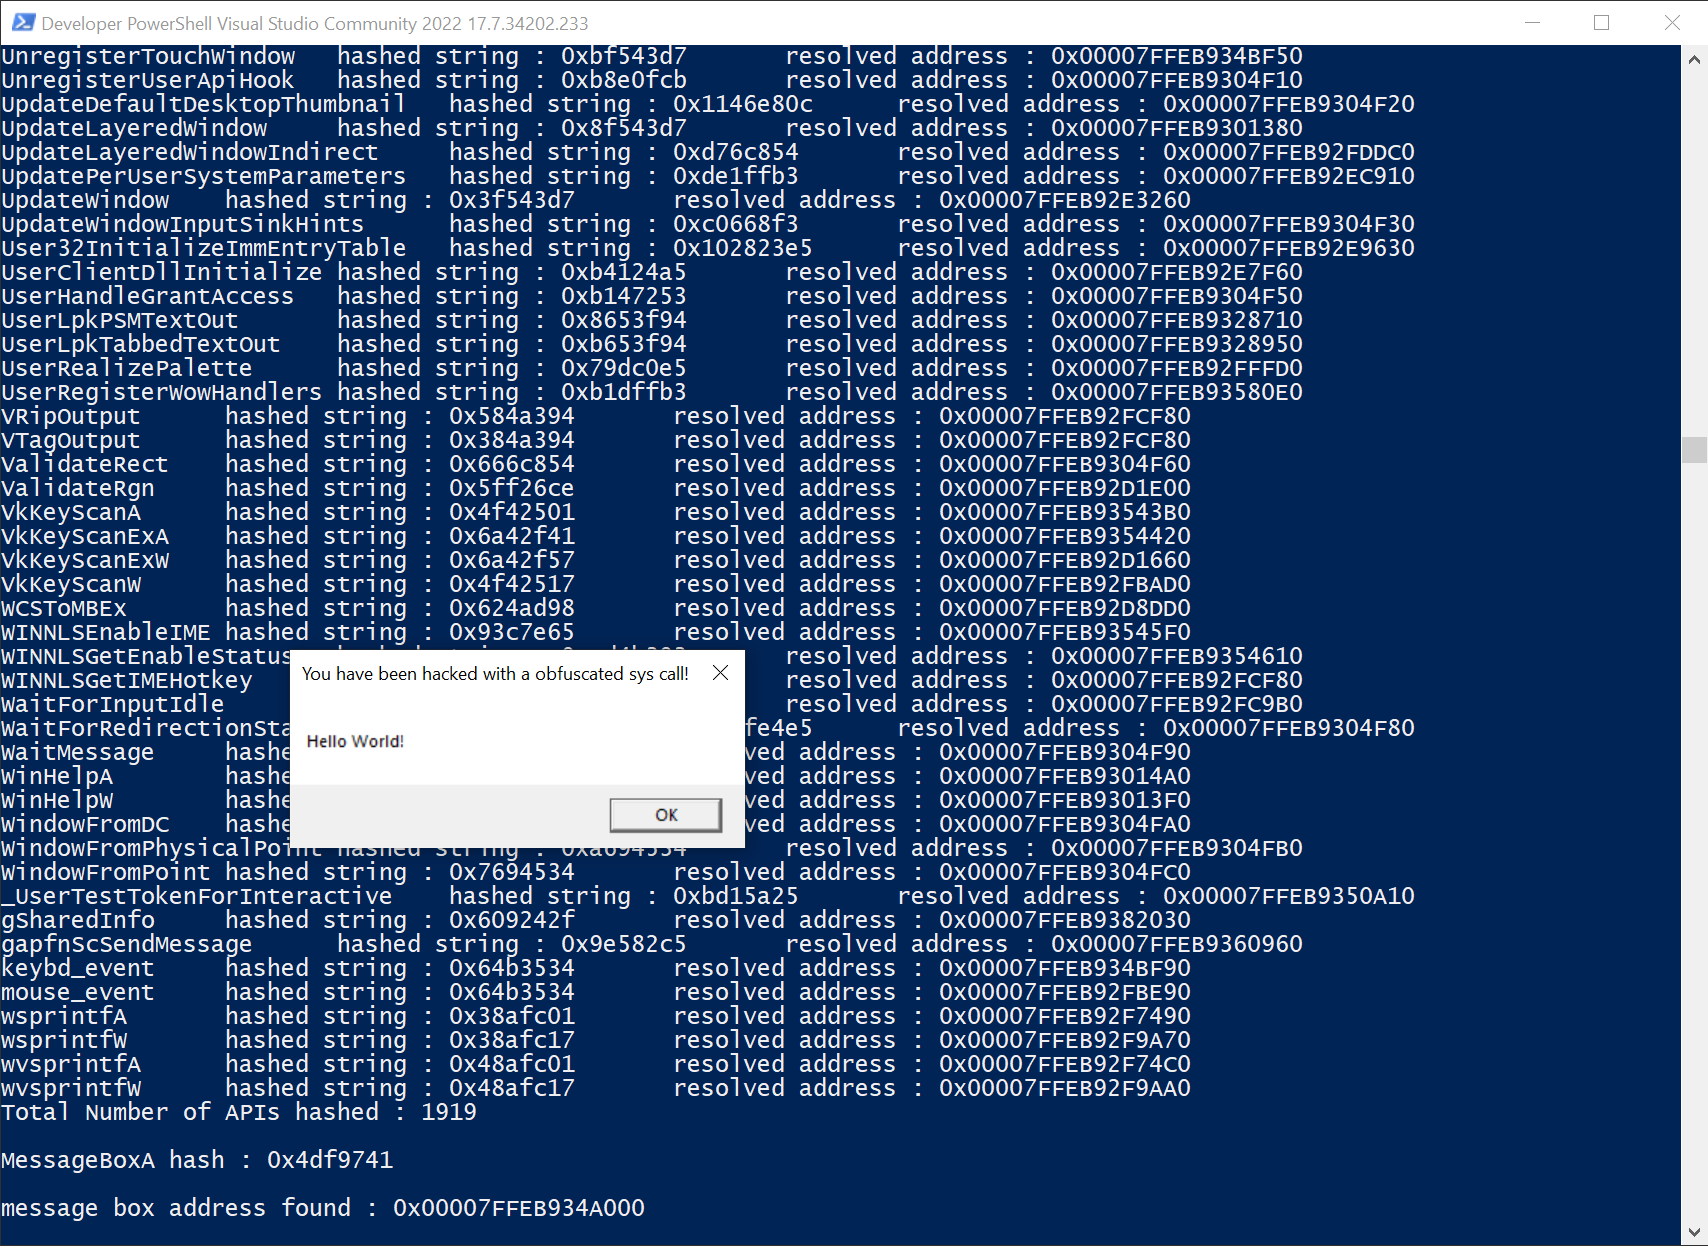 Developer PowerShell Visual Studio Community 2022 17.7.34202.233
UnregisterTouchWindow hashed string : 0xbf543d7 resolved address : 0x00007FFEB934BF50
UnregisterUserApiHook hashed string : 0xb8e0fcb resolved address : 0x00007FFEB9304F10
UpdateDefaultDesktopThumbnail hashed string : 0x1146e80c resolved address : 0x00007FFEB9304F20
UpdateLayeredWindow hashed string : 0x8f543d7 resolved address : 0x00007FFEB9301380
UpdateLayeredWindowIndirect hashed string : 0xd76c854 resolved address : 0x00007FFEB92FDDC0
UpdatePerUserSystemParameters hashed string : 0xde1ffb3 resolved address : 0x00007FFEB92EC910
UpdateWindow hashed string : 0x3f543d7 resolved address : 0x00007FFEB92E3260
UpdateWindowInputSinkHints hashed string : 0xc0668f3 resolved address : 0x00007FFEB9304F30
User32InitializeImmEntryTable hashed string : 0x102823e5 resolved address : 0x00007FFEB92E9630
UserClientDllInitialize hashed string : 0xb4124a5 resolved address : 0x00007FFEB92E7F60
UserHandleGrantAccess hashed string : 0xb147253 resolved address : 0x00007FFEB9304F50
UserLpkPSMTextOut hashed string : 0x8653f94 resolved address : 0x00007FFEB9328710
UserLpkTabbedTextOut hashed string : 0xb653f94 resolved address : 0x00007FFEB9328950
UserRealizePalette hashed string : 0x79dc0e5 resolved address : 0x00007FFEB92FFFD0
UserRegisterWowHandlers hashed string : 0xb1dffb3 resolved address : 0x00007FFEB93580E0
VRipOutput hashed string : 0x584a394 resolved address : 0x00007FFEB92FCF80
VTagOutput hashed string : 0x384a394 resolved address : 0x00007FFEB92FCF80
ValidateRect hashed string : 0x666c854 resolved address : 0x00007FFEB9304F60
ValidateRgn hashed string : 0x5ff26ce resolved address : 0x00007FFEB92D1E00
VkKeyScanA hashed string : 0x4f42501 resolved address : 0x00007FFEB93543B0
VkKeyScanExA hashed string : 0x6a42f41 resolved address : 0x00007FFEB9354420
VkKeyScanExW hashed string : 0x6a42f57 resolved address : 0x00007FFEB92D1660
VkKeyScanW hashed string : 0x4f42517 resolved address : 0x00007FFEB92FBAD0
WCSToMBEx hashed string : 0x624ad98 resolved address : 0x00007FFEB92D8DD0
WINNLSEnableIME hashed string : 0x93c7e65 resolved address : 0x00007FFEB93545F0
WINNLSGetEnableStatus resolved address : 0x00007FFEB9354610
WINNLSGetIMEHotkey resolved address : 0x00007FFEB92FCF80
WaitForInputIdle resolved address : 0x00007FFEB92FC9B0
WaitForRedirectionSta fe4e5 resolved address : 0x00007FFEB9304F80
WaitMessage hashe ved address : 0x00007FFEB9304F90
WinHelpA hashe ved address : 0x00007FFEB93014A0
WinHelpW hashe ved address : 0x00007FFEB93013F0
WindowFromDC hashe ved address : 0x00007FFEB9304FA0
WindowFromPhysicalPoint hashed string : 0xa694534 resolved address : 0x00007FFEB9304FB0
WindowFromPoint hashed string : 0x7694534 resolved address : 0x00007FFEB9304FC0
_UserTestTokenForInteractive hashed string : 0xbd15a25 resolved address : 0x00007FFEB9350A10
gSharedInfo hashed string : 0x609242f resolved address : 0x00007FFEB9382030
gapfnScSendMessage hashed string : 0x9e582c5 resolved address : 0x00007FFEB9360960
keybd_event hashed string : 0x64b3534 resolved address : 0x00007FFEB934BF90
mouse_event hashed string : 0x64b3534 resolved address : 0x00007FFEB92FBE90
wsprintfA hashed string : 0x38afc01 resolved address : 0x00007FFEB92F7490
wsprintfW hashed string : 0x38afc17 resolved address : 0x00007FFEB92F9A70
wvsprintfA hashed string : 0x48afc01 resolved address : 0x00007FFEB92F74C0
wvsprintfW hashed string : 0x48afc17 resolved address : 0x00007FFEB92F9AA0
Total Number of APIs hashed : 1919
MessageBoxA hash : 0x4df9741
message box address found : 0x00007FFEB934A000
You have been hacked with a obfuscated sys call!
Hello World!
OK